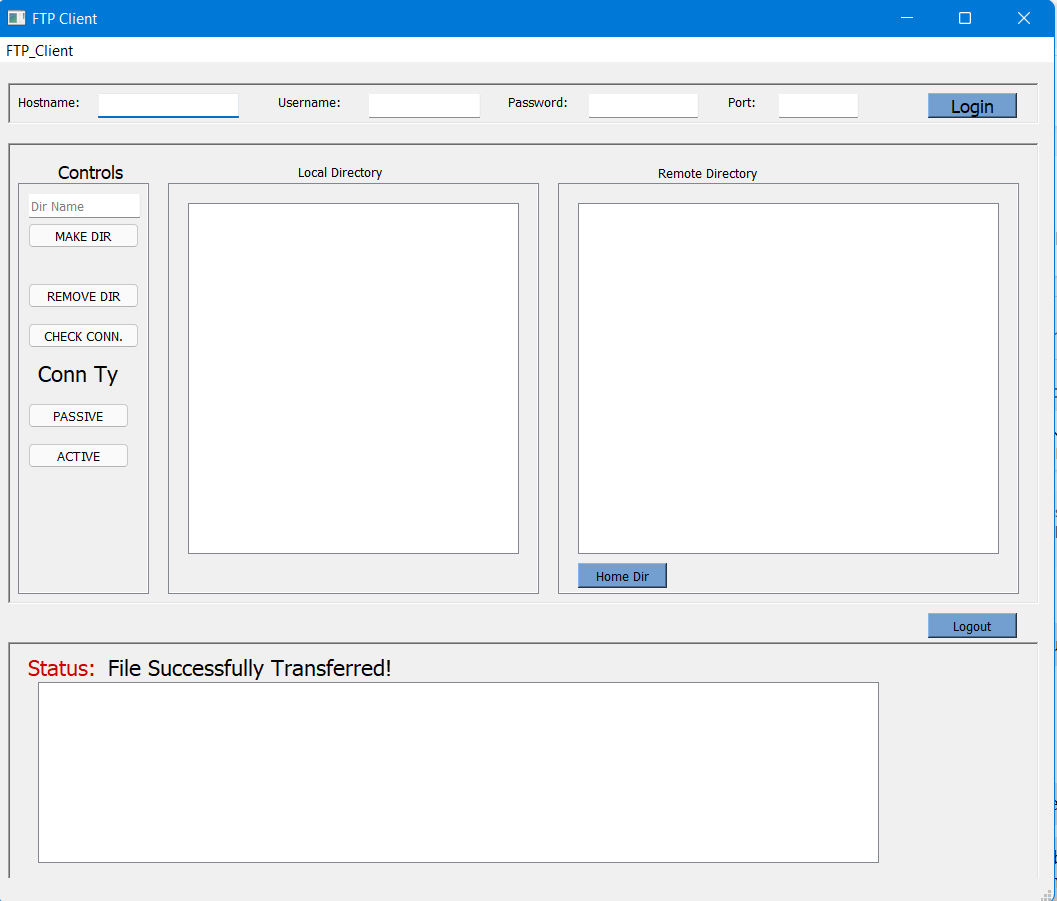 FTP Client
FTP_Client
Hostname: Username: Password: Port: Login
Controls Local Directory Remote Directory
Dir Name
MAKE DIR
REMOVE DIR
CHECK CONN.
Conn Ty
PASSIVE
ACTIVE
Home Dir
Logout
Status: File Successfully Transferred!